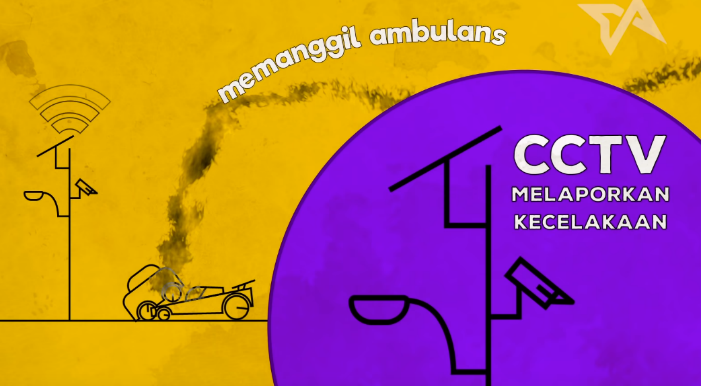 memanggil ambulans
CCTV
MELAPORKAN
KECELAKAAN